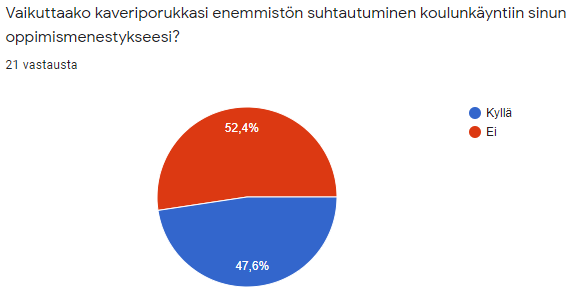 Vaikuttaako kaveriporukkasi enemmistön suhtautuminen koulunkäyntiin sinun
oppimismenestykseesi?
21 vastausta
52,4%
47,6%
Kyllä
Ei